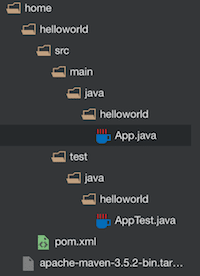 home
helloworld
src
main
java
helloworld
App.java
test
java
helloworld
AppTest.java
pom.xml
apache-maven-3.5.2-bin.tar...